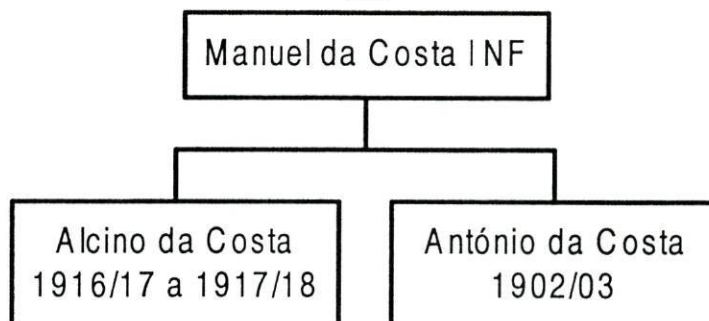 Manuel da Costa I NF
Alcino da Costa
1916/17 a 1917/18
António da Costa
1902/03